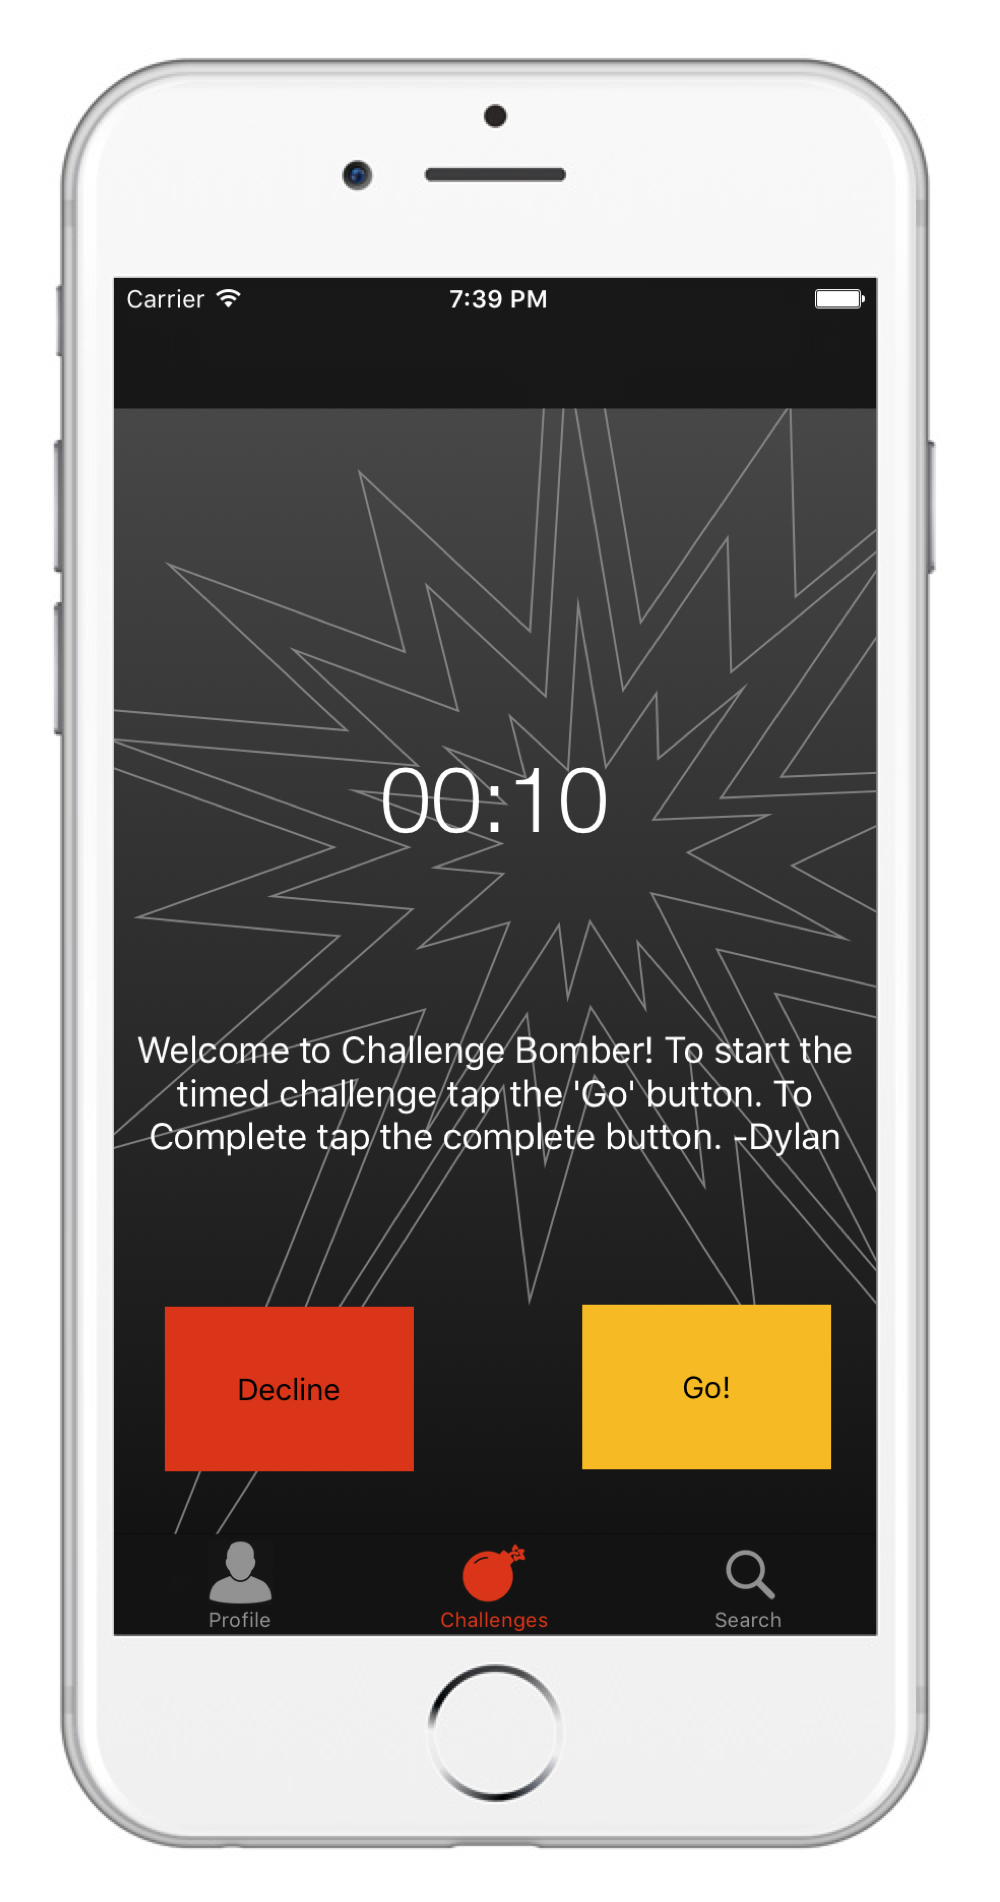 Carrier 7:39 PM
00:10
Welcome to Challenge Bomber! To start the
timed challenge tap the 'Go' button. To
Complete tap the complete button. -Dylan
Decline Go!
Profile Challenges Search